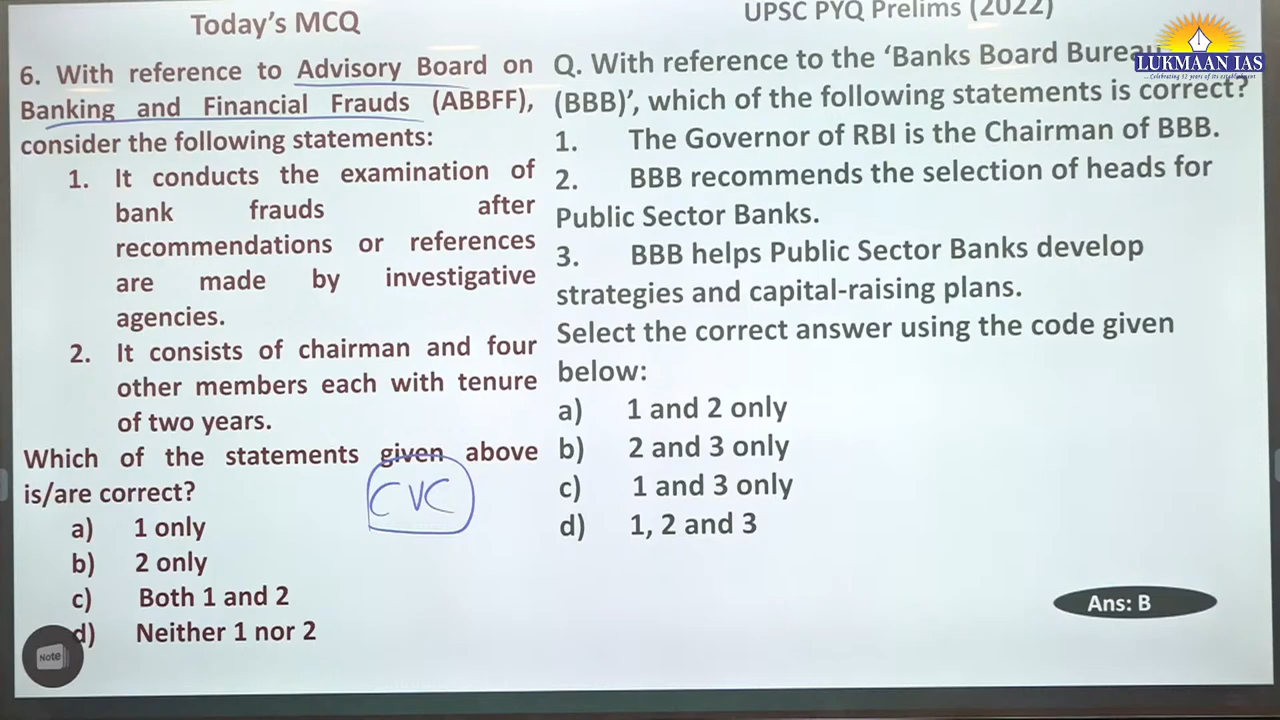 Today's MCQ
6. With reference to Advisory Board on
Banking and Financial Frauds (ABBFF),
consider the following statements:
1. It conducts the examination of
bank frauds after
recommendations or references
are made by investigative
agencies.
2. It consists of chairman and four
other members each with tenure
of two years.
Which of the statements given above
is/are correct?
CVC
a) 1 only
b) 2 only
c) Both 1 and 2
d) Neither 1 nor 2
Note
UPSC PYQ Prelims (2022)
LUKMAAN IAS
Q. With reference to the 'Banks Board Bureau
(BBB)', which of the following statements is correct?
1. The Governor of RBI is the Chairman of BBB.
2. BBB recommends the selection of heads for
Public Sector Banks.
3. BBB helps Public Sector Banks develop
strategies and capital-raising plans.
Select the correct answer using the code given
below:
a) 1 and 2 only
b) 2 and 3 only
c) 1 and 3 only
d) 1, 2 and 3
Ans: B